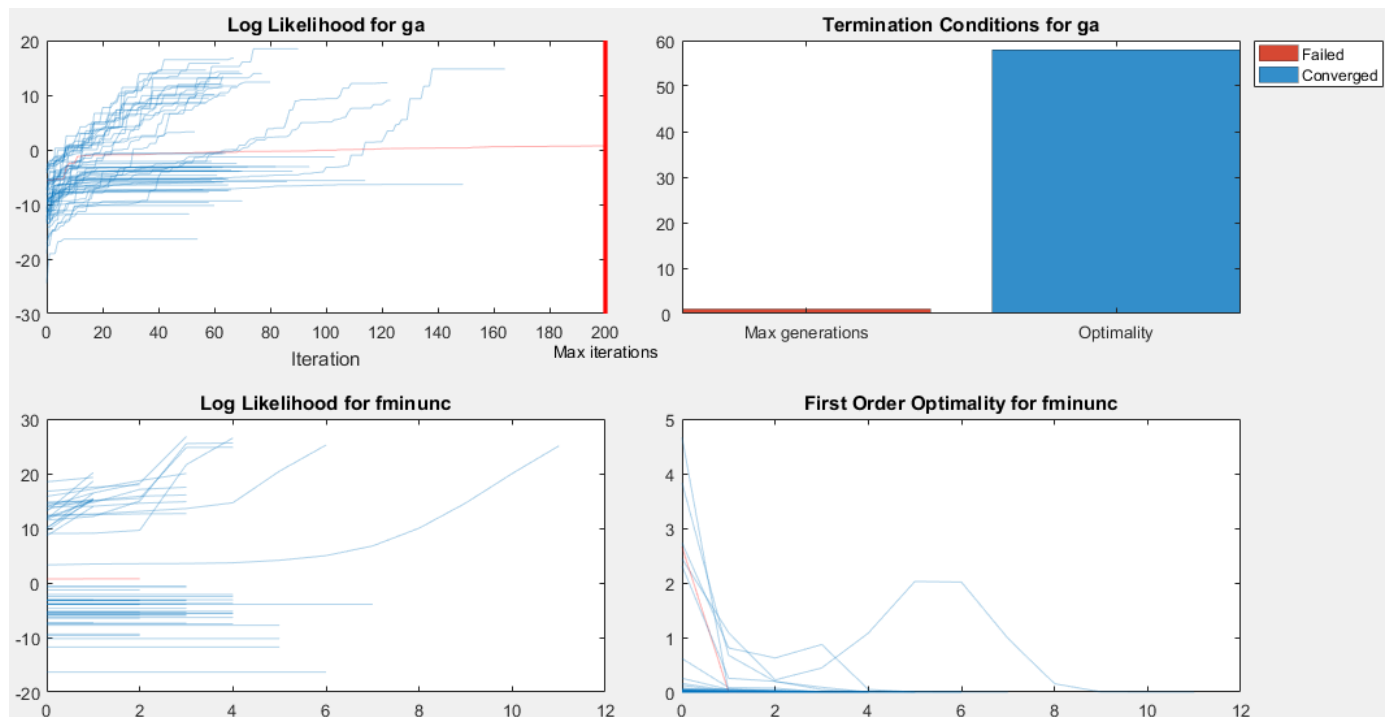 Log Likelihood for ga
20
10
0
-10
-20
-30
0 20 40 60 80 100 120 140 160 180 200
Iteration
Max iterations
Termination Conditions for ga
60
50
40
30
20
10
0
Max generations Optimality
Failed
Converged
Log Likelihood for fminunc
30
20
10
0
-10
-20
0 2 4 6 8 10 12
First Order Optimality for fminunc
5
4
3
2
1
0
0 2 4 6 8 10 12